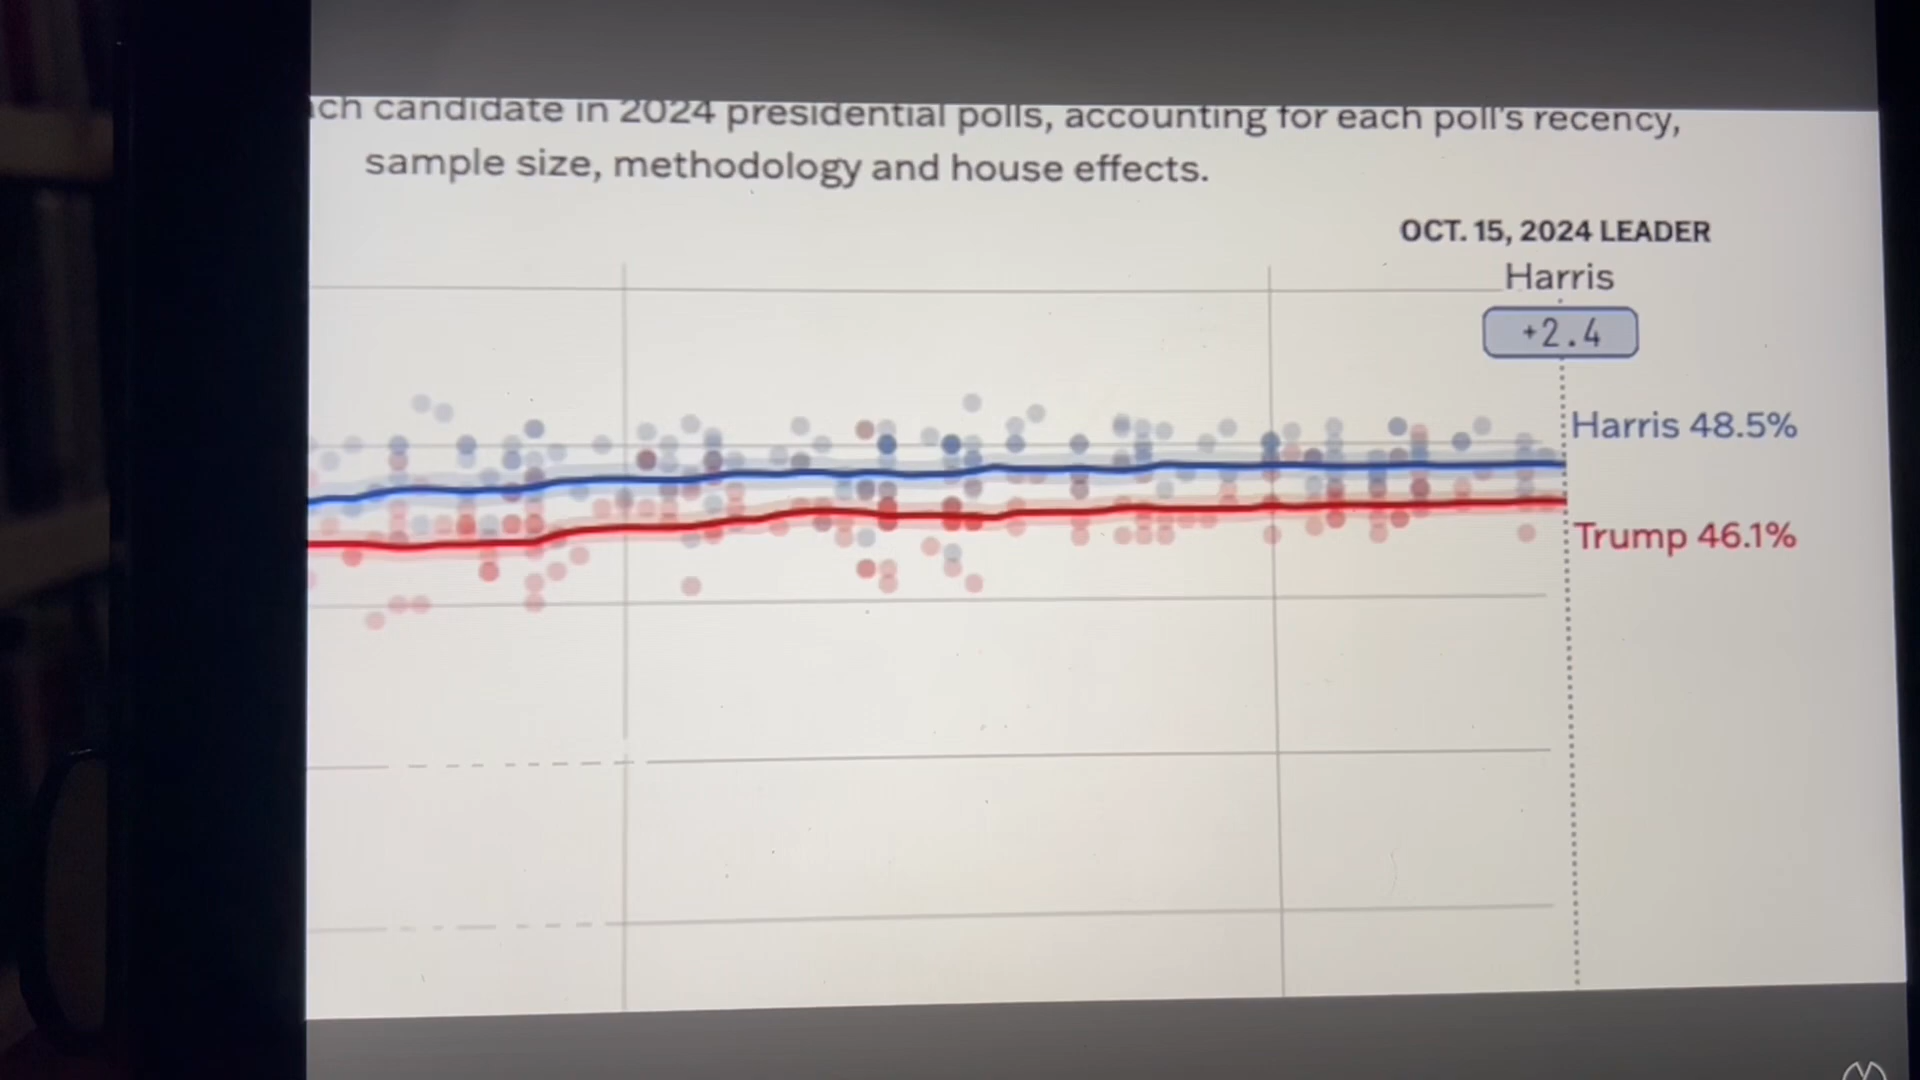 ch candidate in 2024 presidential polls, accounting for each poll's recency,
sample size, methodology and house effects.
OCT. 15, 2024 LEADER
Harris
+2.4
Harris 48.5%
Trump 46.1%